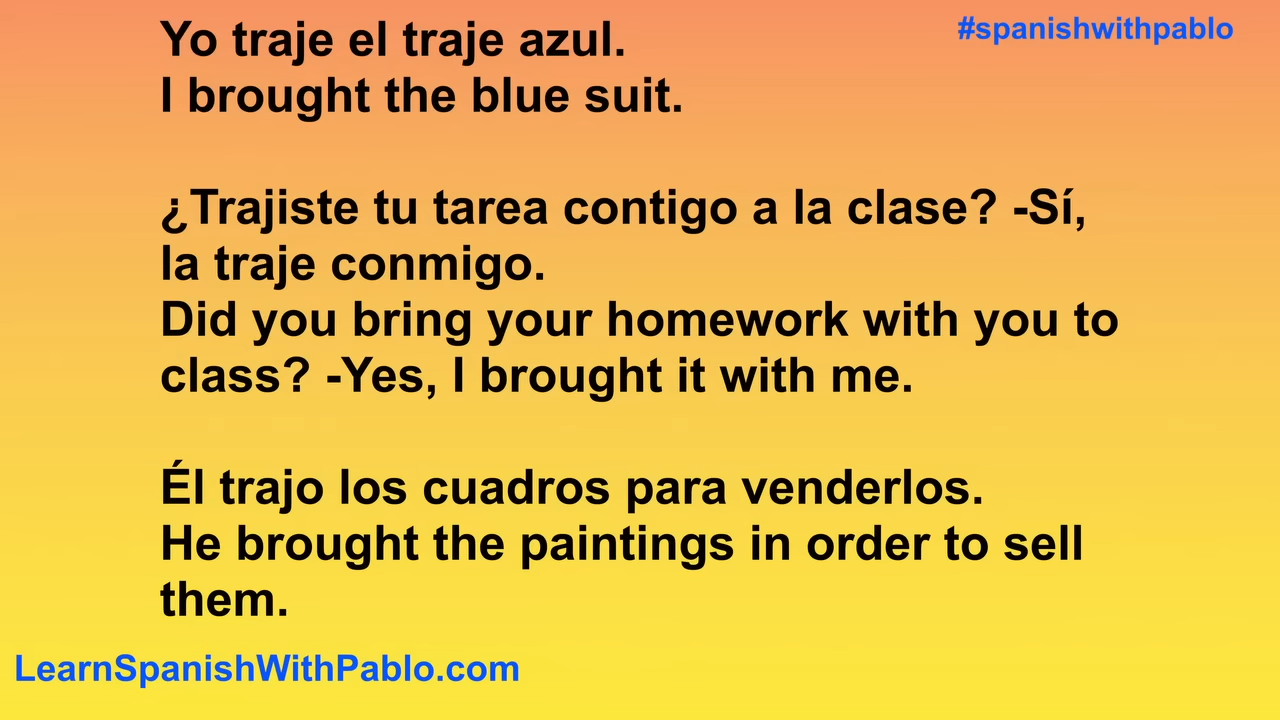 Yo traje el traje azul.
#spanishwithpablo
I brought the blue suit.
¿Trajiste tu tarea contigo a la clase? -Sí,
la traje conmigo.
Did you bring your homework with you to
class? -Yes, I brought it with me.
Él trajo los cuadros para venderlos.
He brought the paintings in order to sell
them.
LearnSpanishWithPablo.com